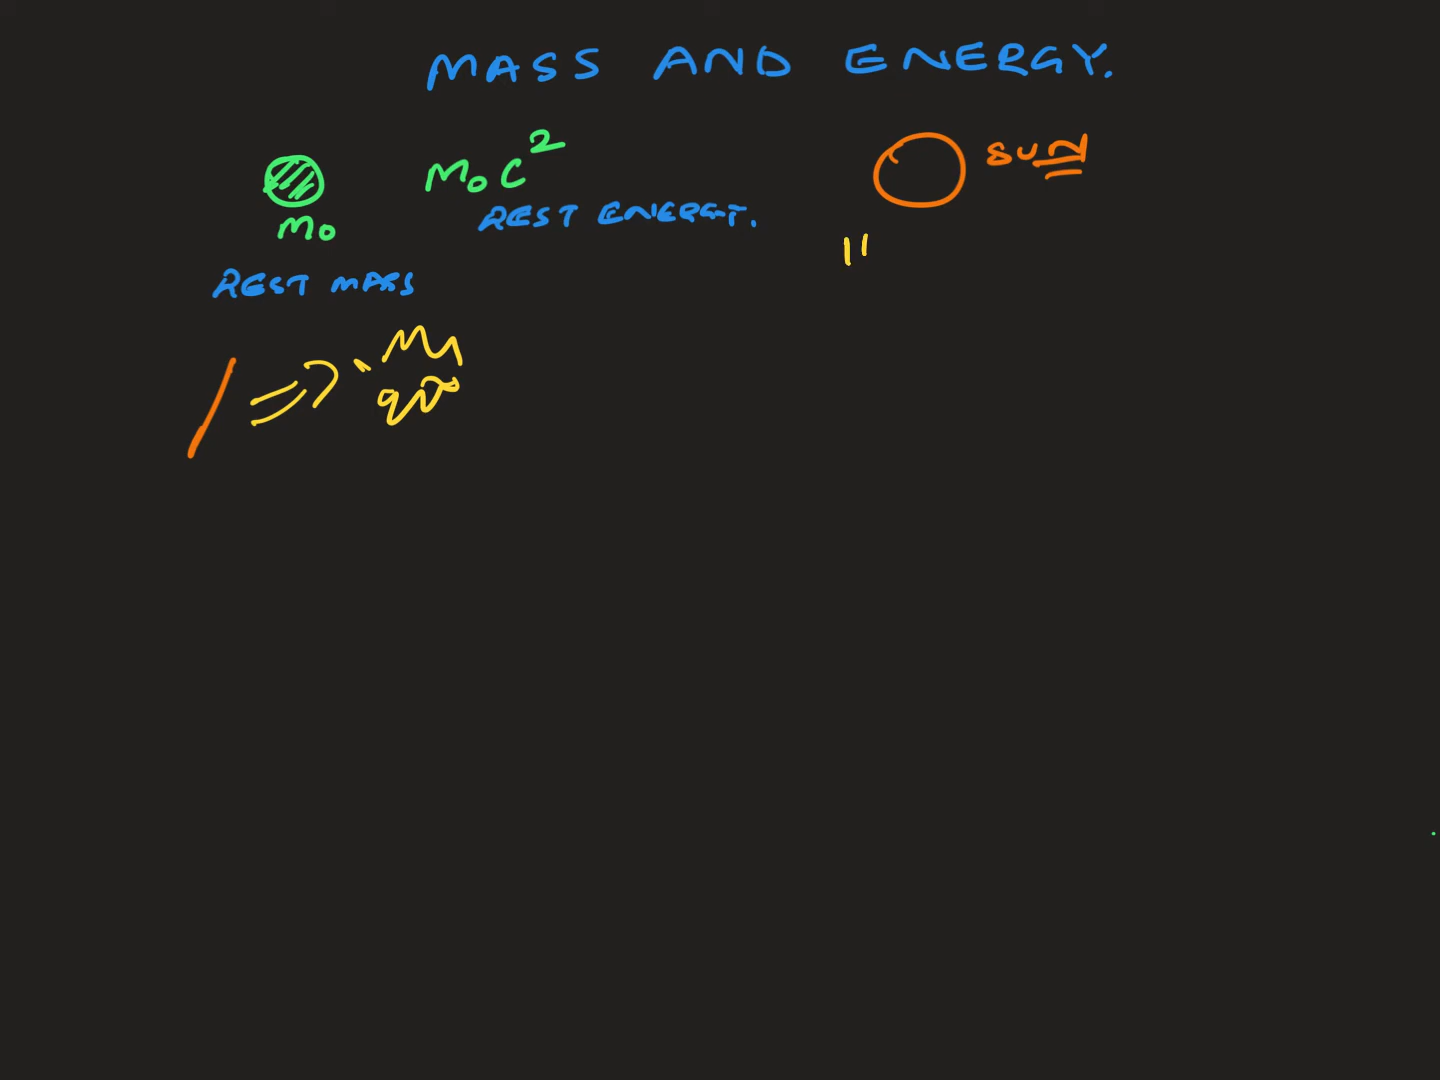 MASS AND ENERGY.
M₀C²
SUN
REST ENERGY.
M₀
REST MASS